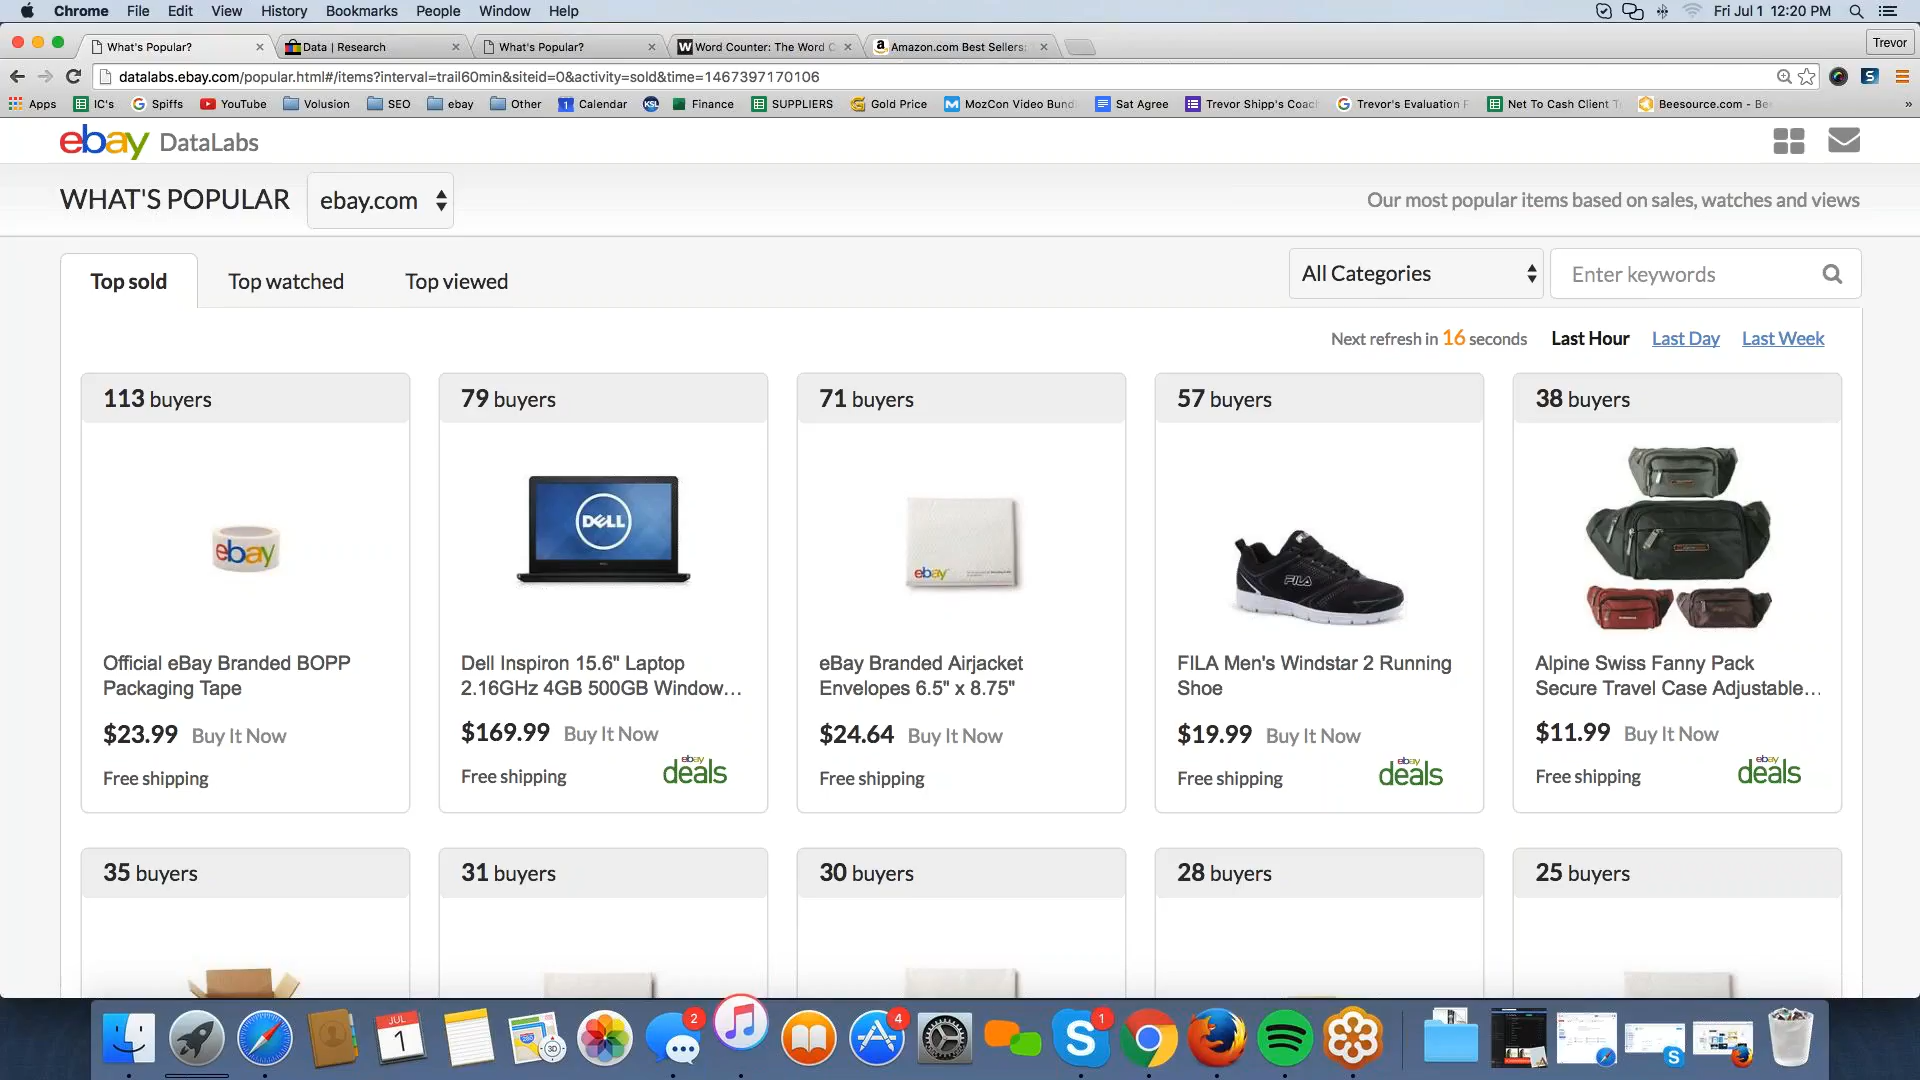 Chrome File Edit View History Bookmarks People Window Help Fri Jul 1 12:20 PM
What's Popular? Data | Research What's Popular? Word Counter: The Word C Amazon.com Best Sellers: Trevor
datalabs.ebay.com/popular.html#/items?interval=trail60min&siteid=0&activity=sold&time=1467397170106
Apps IC's Spiffs YouTube Volusion SEO ebay Other Calendar KSL Finance SUPPLIERS Gold Price MozCon Video Bund Sat Agree Trevor Shipp's Coac Trevor's Evaluation F Net To Cash Client T Beesource.com - Be »
ebay DataLabs
WHAT'S POPULAR ebay.com Our most popular items based on sales, watches and views
Top sold Top watched Top viewed All Categories Enter keywords
Next refresh in 16 seconds Last Hour Last Day Last Week
113 buyers 79 buyers 71 buyers 57 buyers 38 buyers
ebay DELL ebay FILA
Official eBay Branded BOPP Packaging Tape
$23.99 Buy It Now
Free shipping
Dell Inspiron 15.6" Laptop
2.16GHz 4GB 500GB Window...
$169.99 Buy It Now
Free shipping ebay deals
eBay Branded Airjacket
Envelopes 6.5" x 8.75"
$24.64 Buy It Now
Free shipping
FILA Men's Windstar 2 Running
Shoe
$19.99 Buy It Now
Free shipping ebay deals
Alpine Swiss Fanny Pack
Secure Travel Case Adjustable...
$11.99 Buy It Now
Free shipping ebay deals
35 buyers 31 buyers 30 buyers 28 buyers 25 buyers
JUL 1 280 3D 2 4 1